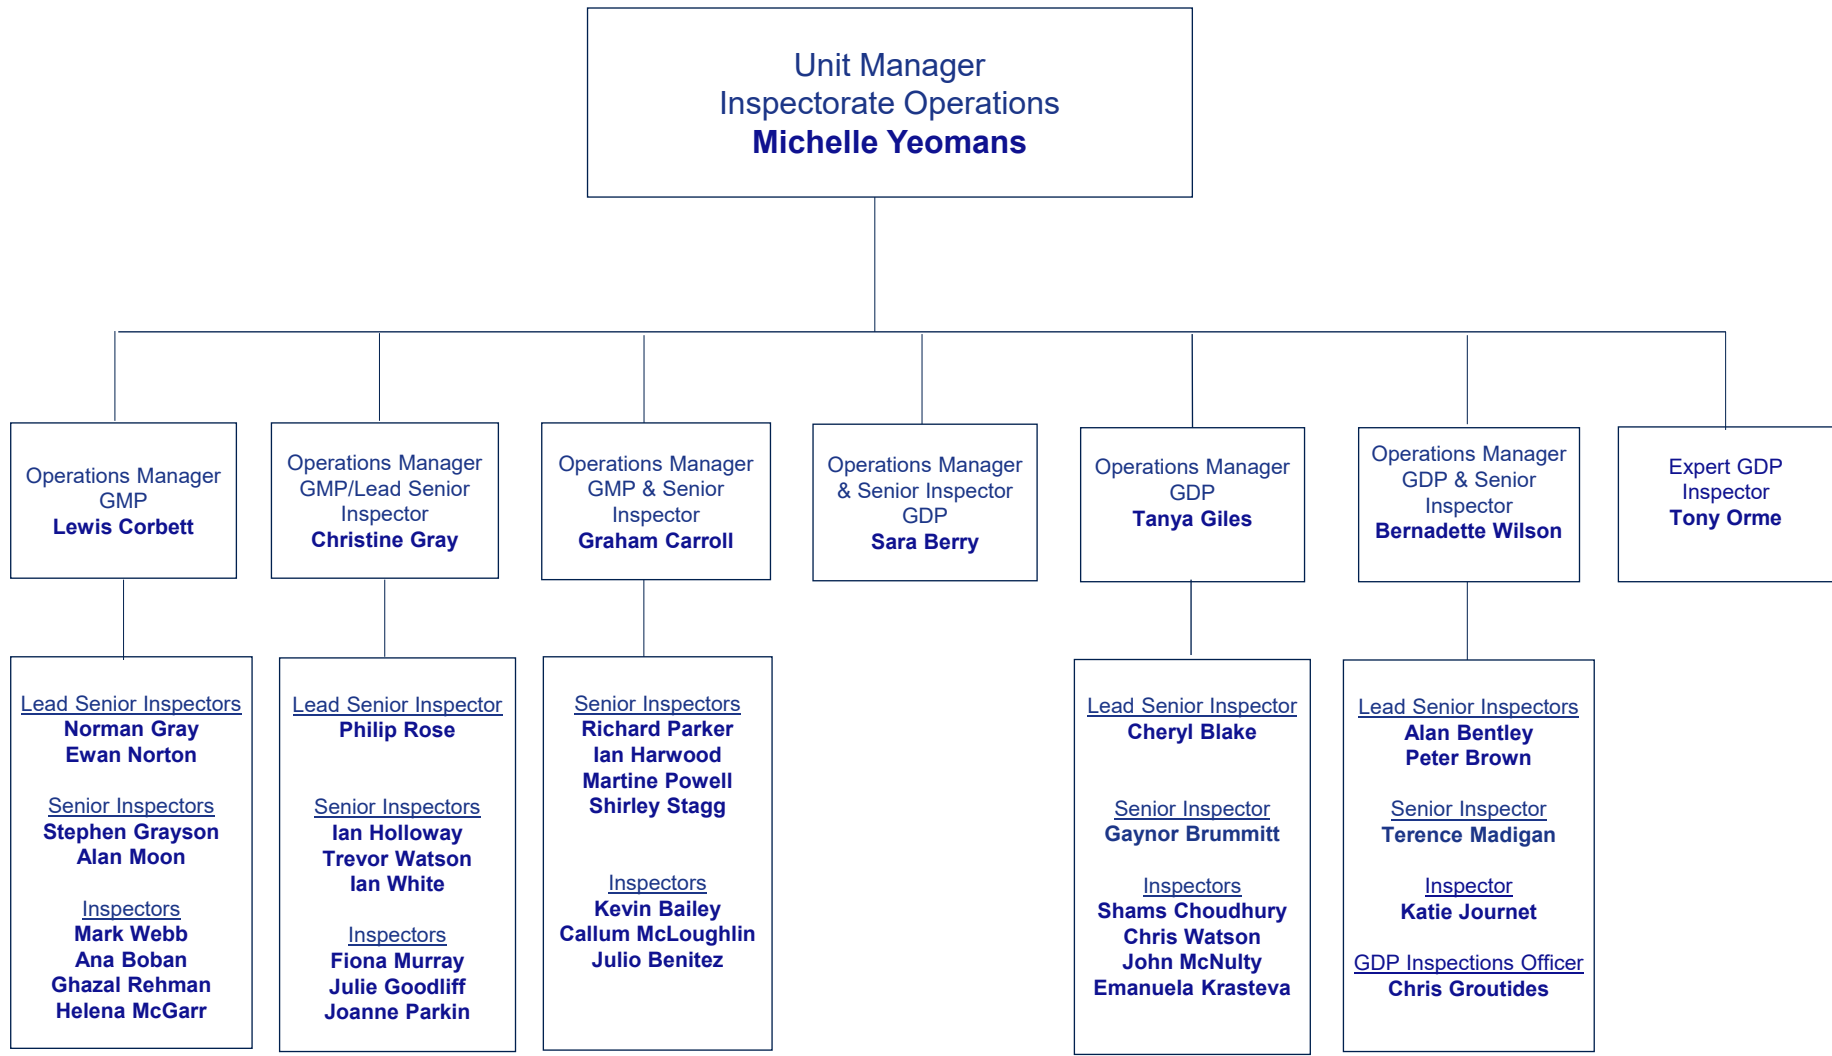 Unit Manager
Inspectorate Operations
Michelle Yeomans
Operations Manager
GMP
Lewis Corbett
Operations Manager
GMP/Lead Senior
Inspector
Christine Gray
Operations Manager
GMP & Senior
Inspector
Graham Carroll
Operations Manager
& Senior Inspector
GDP
Sara Berry
Operations Manager
GDP
Tanya Giles
Operations Manager
GDP & Senior
Inspector
Bernadette Wilson
Expert GDP
Inspector
Tony Orme
Lead Senior Inspectors
Norman Gray
Ewan Norton
Senior Inspectors
Stephen Grayson
Alan Moon
Inspectors
Mark Webb
Ana Boban
Ghazal Rehman
Helena McGarr
Lead Senior Inspector
Philip Rose
Senior Inspectors
Ian Holloway
Trevor Watson
Ian White
Inspectors
Fiona Murray
Julie Goodliff
Joanne Parkin
Senior Inspectors
Richard Parker
Ian Harwood
Martine Powell
Shirley Stagg
Inspectors
Kevin Bailey
Callum McLoughlin
Julio Benitez
Lead Senior Inspector
Cheryl Blake
Senior Inspector
Gaynor Brummitt
Inspectors
Shams Choudhury
Chris Watson
John McNulty
Emanuela Krasteva
Lead Senior Inspectors
Alan Bentley
Peter Brown
Senior Inspector
Terence Madigan
Inspector
Katie Journet
GDP Inspections Officer
Chris Groutides